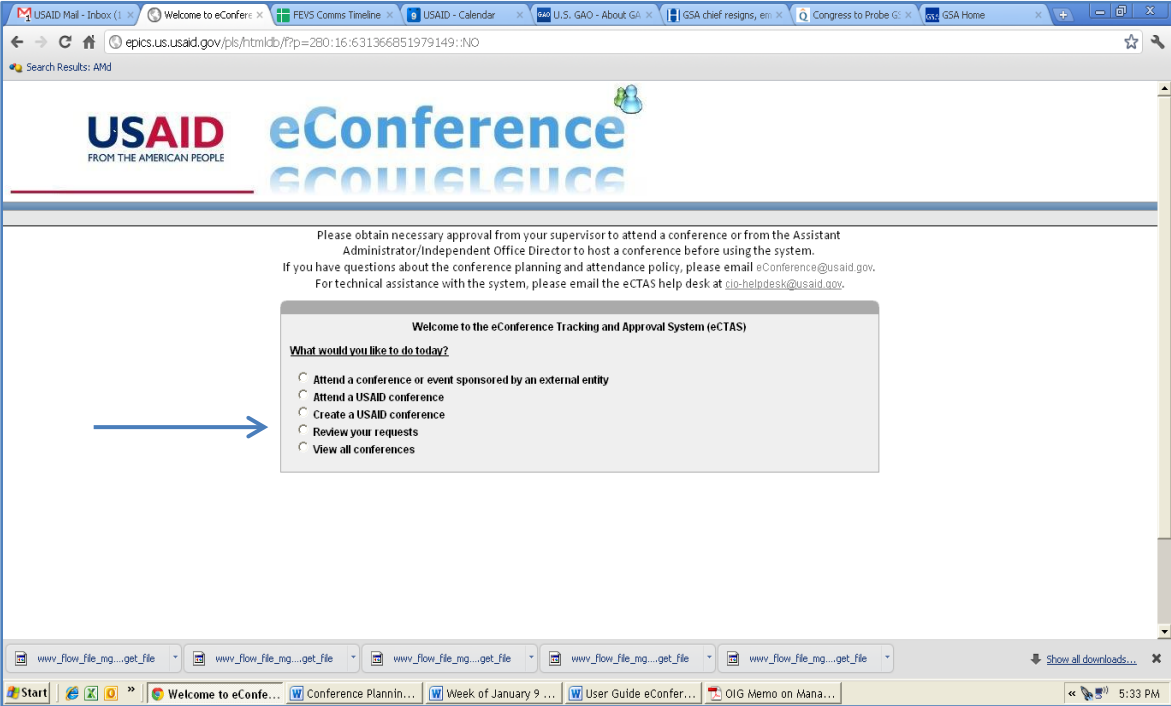 USAID Mail - Inbox (1
Welcome to eConfere
FEVS Comms Timeline
9 USAID - Calendar
GAO U.S. GAO - About GA
GSA chief resigns, em
Congress to Probe GS
GSA GSA Home
epics.us.usaid.gov/pls/htmldb/f?p=280:16:631366851979149::NO
Search Results: AMd
USAID
FROM THE AMERICAN PEOPLE
eConference
Please obtain necessary approval from your supervisor to attend a conference or from the Assistant
Administrator/Independent Office Director to host a conference before using the system.
If you have questions about the conference planning and attendance policy, please email eConference@usaid.gov.
For technical assistance with the system, please email the eCTAS help desk at cio-helpdesk@usaid.gov.
Welcome to the eConference Tracking and Approval System (eCTAS)
What would you like to do today?
Attend a conference or event sponsored by an external entity
Attend a USAID conference
Create a USAID conference
Review your requests
View all conferences
wwv_flow_file_mg....get_file
wwv_flow_file_mg....get_file
wwv_flow_file_mg....get_file
wwv_flow_file_mg....get_file
wwv_flow_file_mg....get_file
Show all downloads...
Start
Welcome to eConfe...
Conference Plannin...
Week of January 9 ...
User Guide eConfer...
OIG Memo on Mana...
5:33 PM